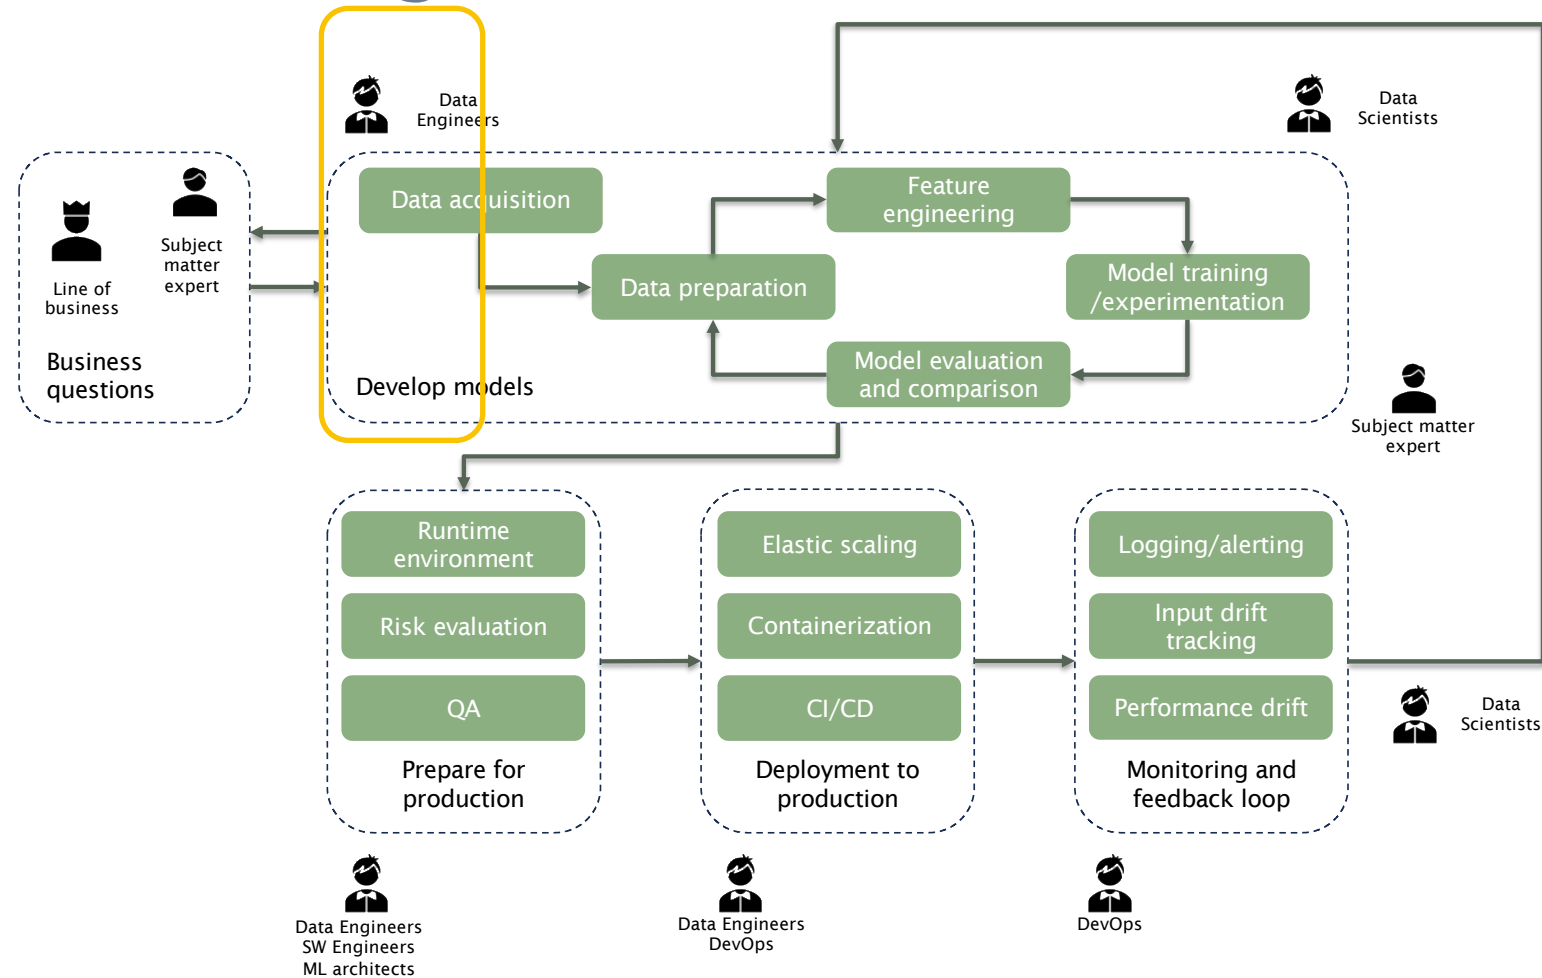 Data
Engineers
Data
Scientists
Data acquisition
Feature
engineering
Subject
matter
expert
Line of
business
Data preparation
Model training
/experimentation
Business
questions
Model evaluation
and comparison
Develop models
Subject matter
expert
Runtime
environment
Risk evaluation
QA
Prepare for
production
Elastic scaling
Containerization
CI/CD
Deployment to
production
Logging/alerting
Input drift
tracking
Performance drift
Monitoring and
feedback loop
Data
Scientists
Data Engineers
SW Engineers
ML architects
Data Engineers
DevOps
DevOps